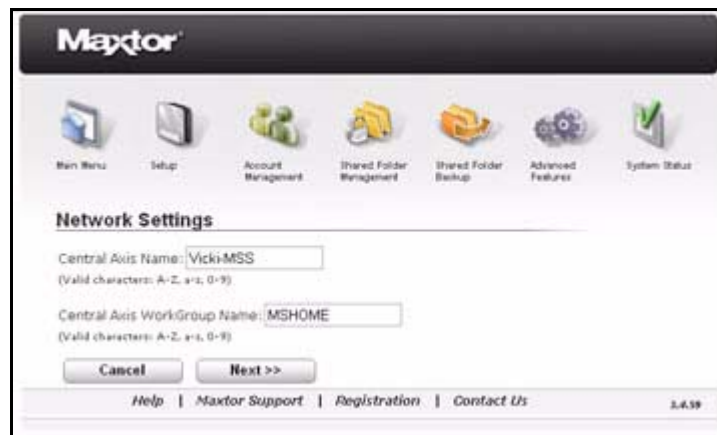 Maxtor
Main Menu
Setup
Account Management
Shared Folder Management
Shared Folder Backup
Advanced Features
System Status
Network Settings
Central Axis Name: Vicki-MSS
(Valid characters: A-Z, a-z, 0-9)
Central Axis WorkGroup Name: MSHOME
(Valid characters: A-Z, a-z, 0-9)
Cancel Next >>
Help | Maxtor Support | Registration | Contact Us